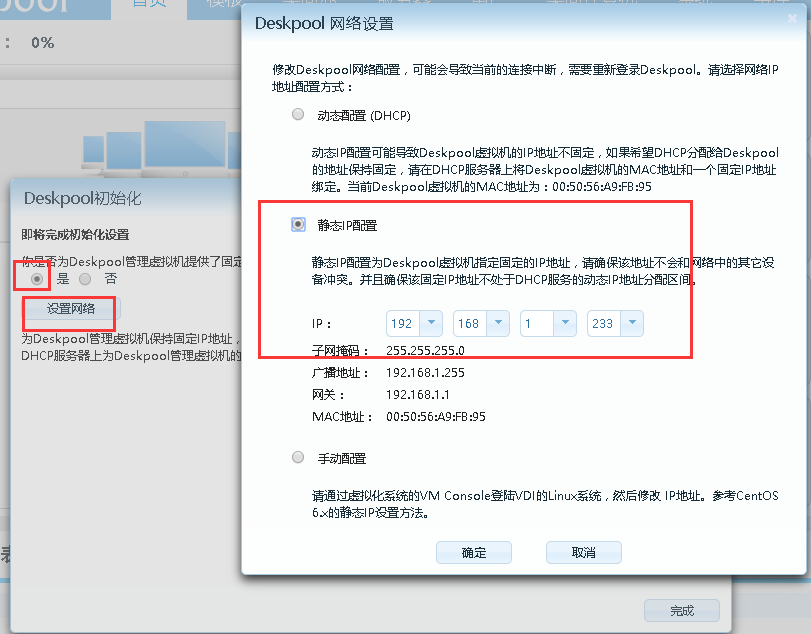 首页
模板
: 0%
Deskpool 网络设置
修改Deskpool网络配置，可能会导致当前的连接中断，需要重新登录Deskpool。请选择网络IP
地址配置方式：
动态配置 (DHCP)
动态IP配置可能导致Deskpool虚拟机的IP地址不固定，如果希望DHCP分配给Deskpool
的地址保持固定，请在DHCP服务器上将Deskpool虚拟机的MAC地址和一个固定IP地址
绑定。当前Deskpool虚拟机的MAC地址为：00:50:56:A9:FB:95
静态IP配置
静态IP配置为Deskpool虚拟机指定固定的IP地址，请确保该地址不会和网络中的其它设
备冲突。并且确保该固定IP地址不处于DHCP服务的动态IP地址分配区间。
IP： 192 168 1 233
子网掩码： 255.255.255.0
广播地址： 192.168.1.255
网关： 192.168.1.1
MAC地址： 00:50:56:A9:FB:95
手动配置
请通过虚拟化系统的VM Console登陆VDI的Linux系统，然后修改 IP地址。参考CentOS
6.x的静态IP设置方法。
确定 取消
Deskpool初始化
即将完成初始化设置
你是否为Deskpool管理虚拟机提供了固定
是 否
设置网络
为Deskpool管理虚拟机保持固定IP地址，
DHCP服务器上为Deskpool管理虚拟机的
完成